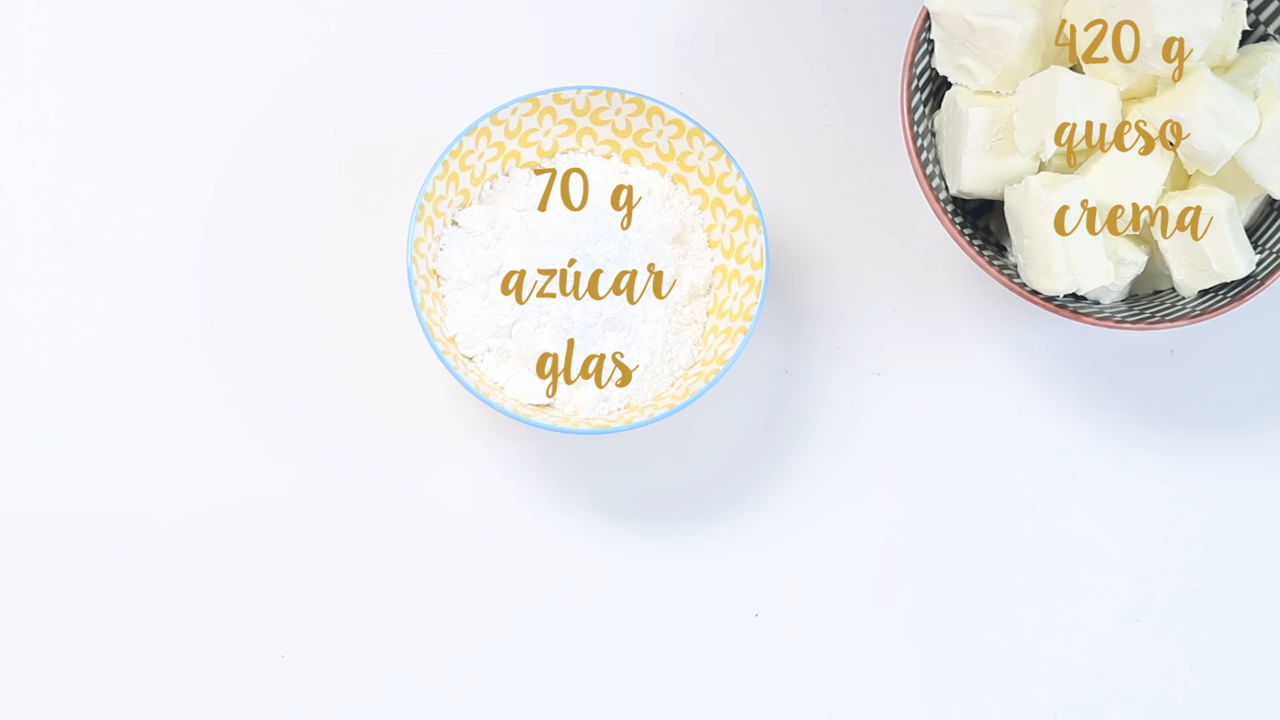 70 g
azúcar
glas
420 g
queso
crema